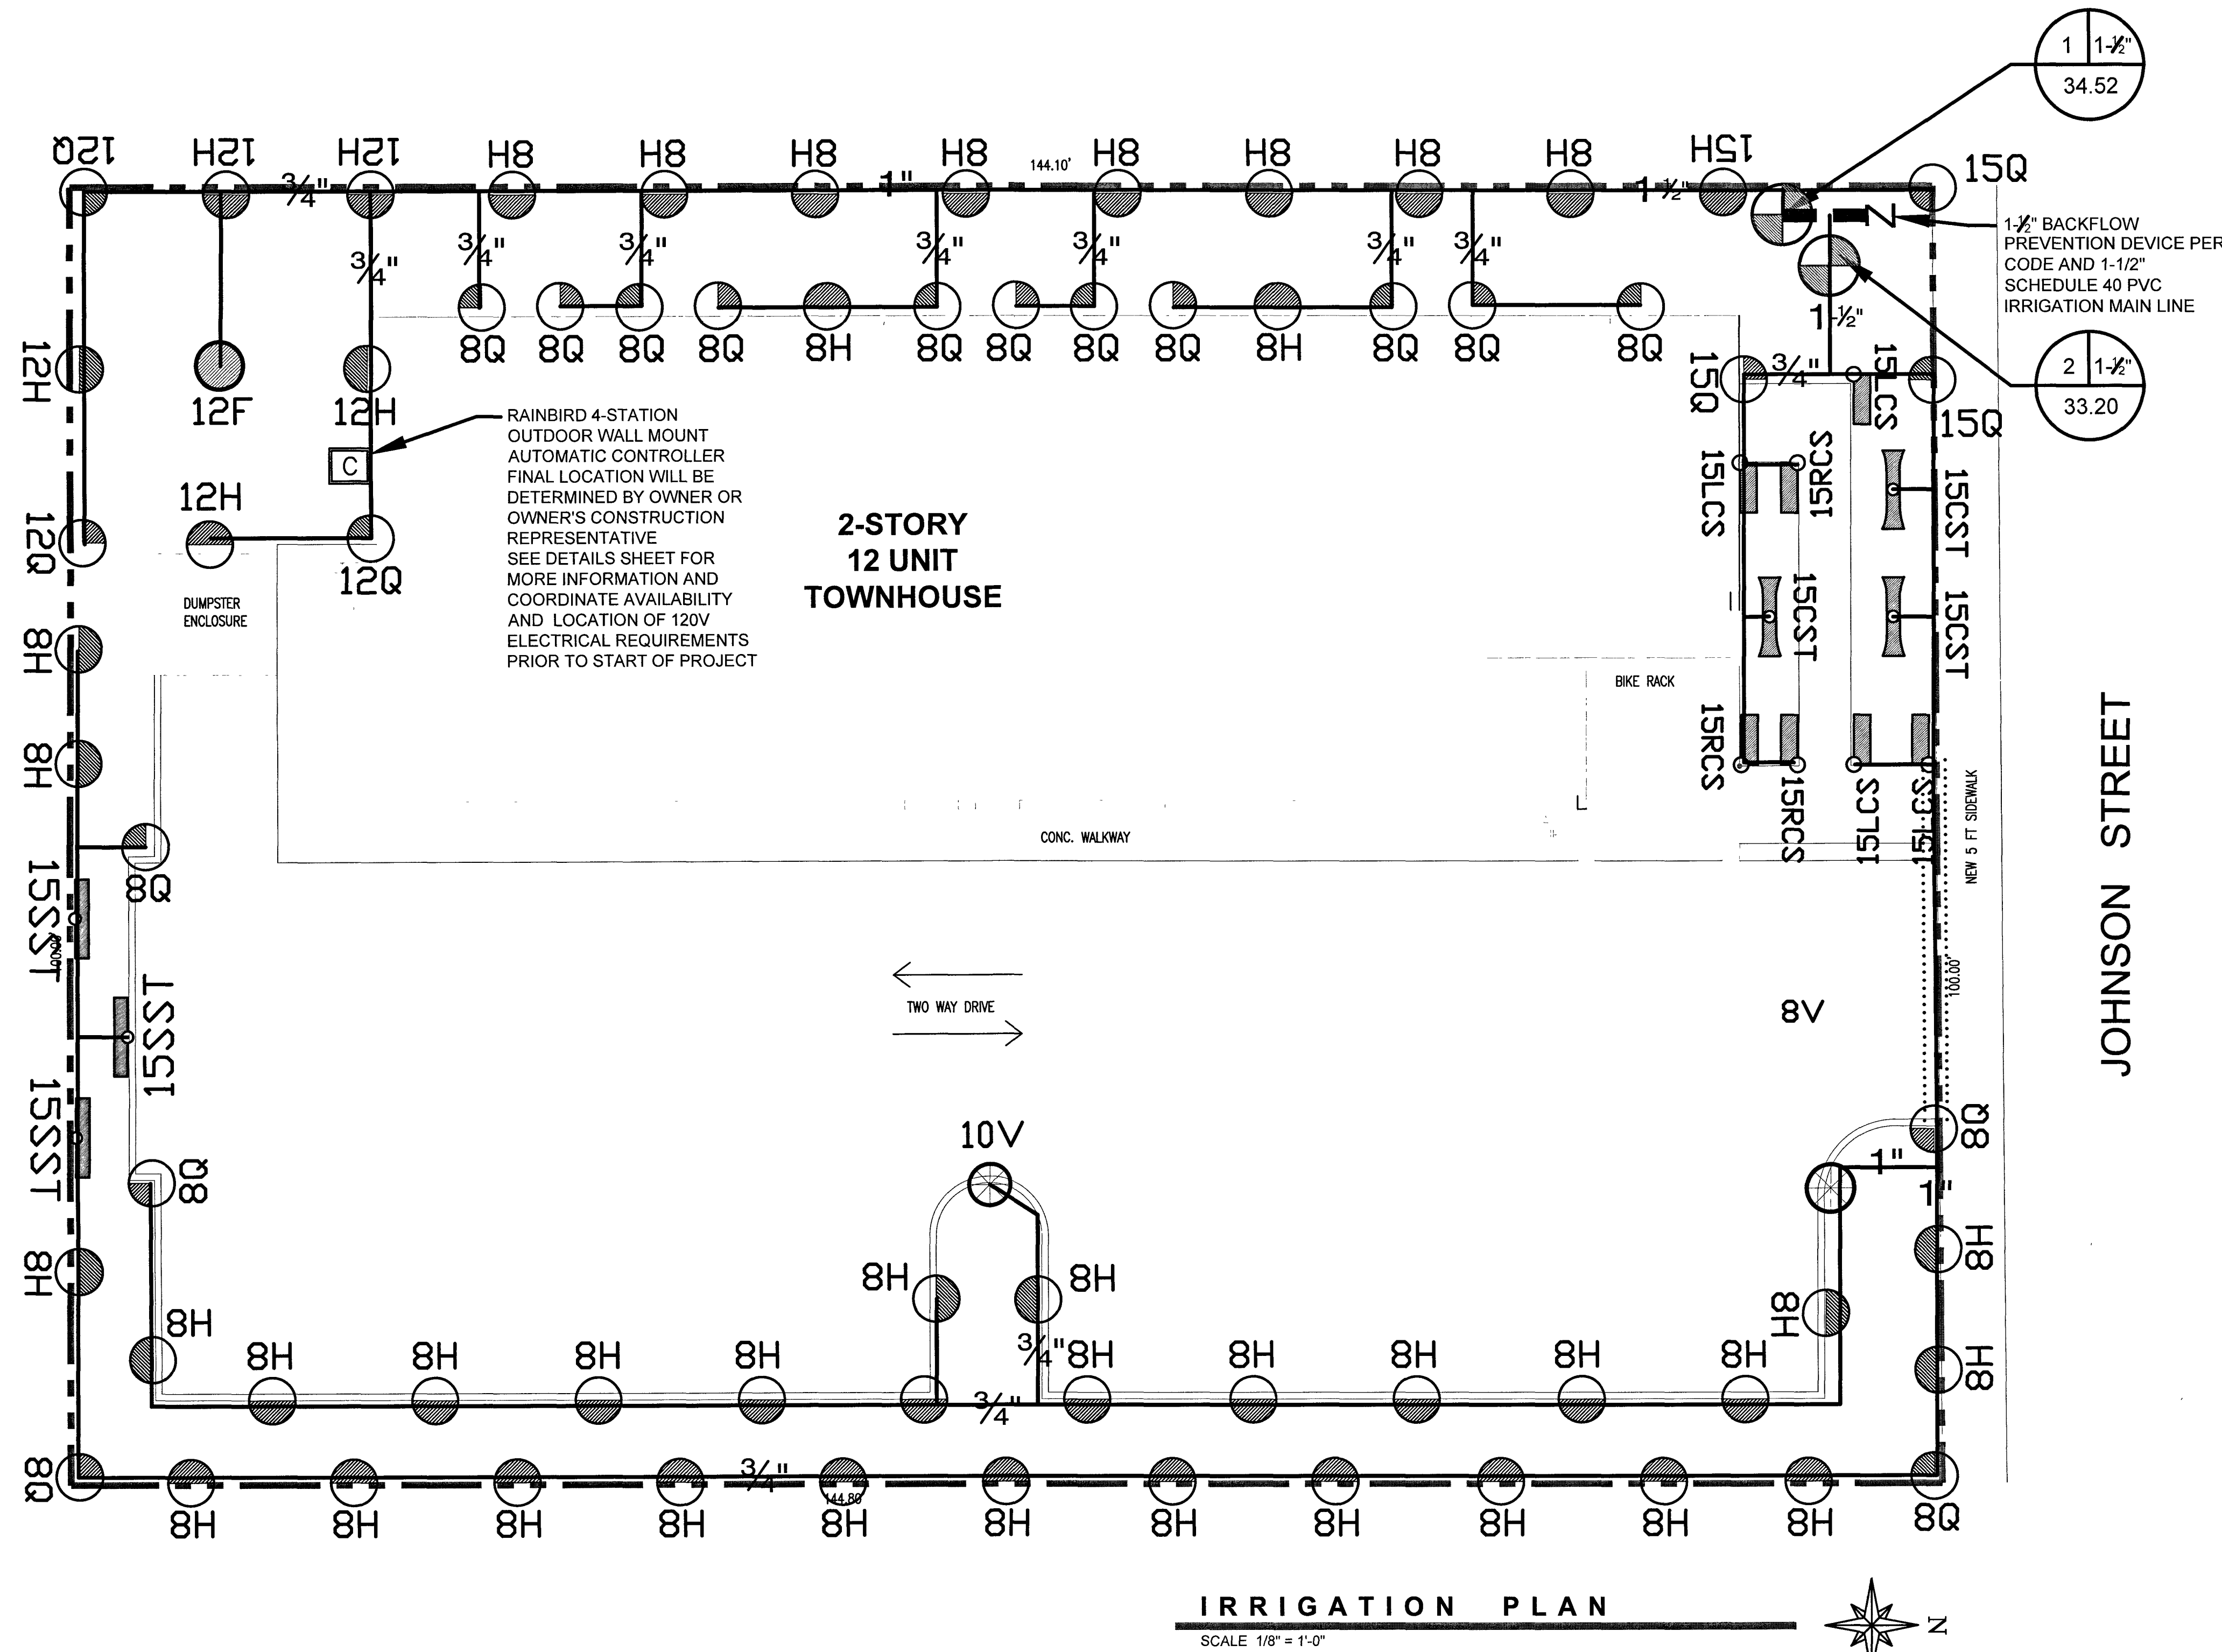 1 1-½"
34.52
12Q 12H 12H 8H 8H 8H 8H 8H 8H 8H 8H 15H 15Q
144.10'
3/4" 1" 1 ½"
3/4" 3/4" 3/4" 3/4" 3/4" 3/4"
3/4"
1-½" BACKFLOW
PREVENTION DEVICE PER
CODE AND 1-1/2"
SCHEDULE 40 PVC
IRRIGATION MAIN LINE
1-½"
8Q 8Q 8Q 8Q 8H 8Q 8Q 8Q 8Q 8H 8Q 8Q 8Q
2 1-½"
33.20
12H 12F 12H
15Q 3/4" 15LCS 15Q
C
RAINBIRD 4-STATION
OUTDOOR WALL MOUNT
AUTOMATIC CONTROLLER
FINAL LOCATION WILL BE
DETERMINED BY OWNER OR
OWNER'S CONSTRUCTION
REPRESENTATIVE
SEE DETAILS SHEET FOR
MORE INFORMATION AND
COORDINATE AVAILABILITY
AND LOCATION OF 120V
ELECTRICAL REQUIREMENTS
PRIOR TO START OF PROJECT
2-STORY
12 UNIT
TOWNHOUSE
12H
12Q 12Q
15LCS 15RCS 15CST
15CST 15CST
DUMPSTER
ENCLOSURE
BIKE RACK
8H
8H
15RCS 15RCS 15LCS 15LCS
CONC. WALKWAY
NEW 5 FT SIDEWALK
JOHNSON STREET
8Q
15SST
15SST
15SST
TWO WAY DRIVE
8V
100.00'
10V
8Q
8Q
1"
1"
8H
8H 8H 8H 8H
8H 8H 8H 8H 8H 3/4" 8H 8H 8H 8H 8H 8H
3/4"
8Q 3/4"
144.80
8H 8H 8H 8H 8H 8H 8H 8H 8H 8H 8H 8Q
IRRIGATION PLAN
SCALE 1/8" = 1'-0"
N